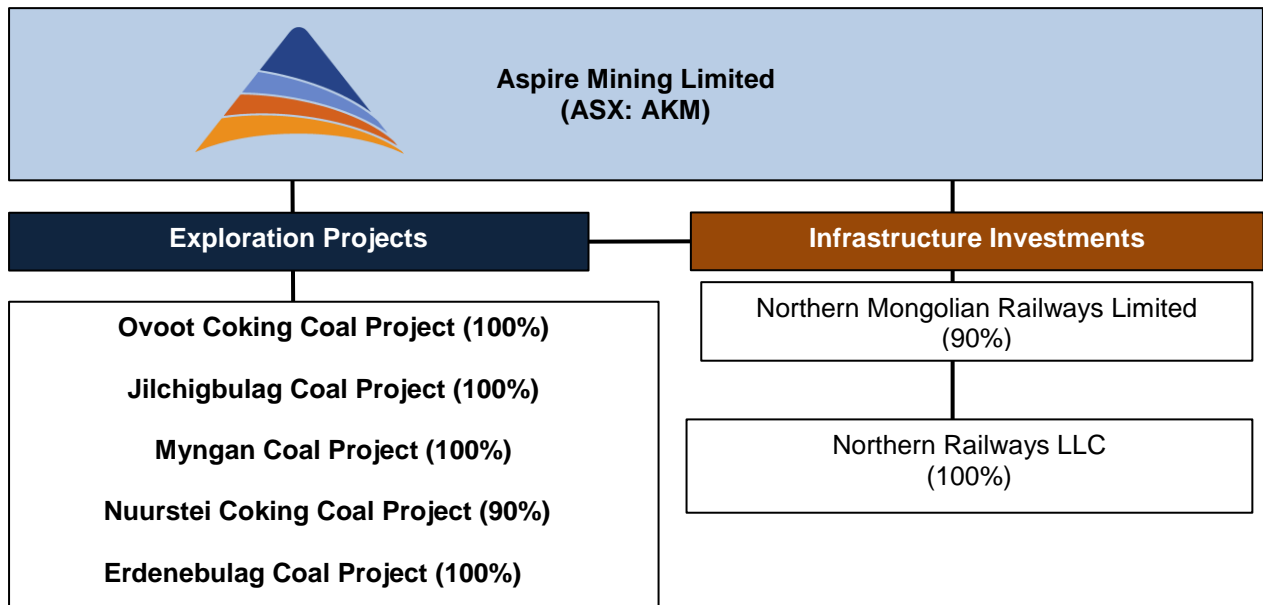 Aspire Mining Limited
(ASX: AKM)
Exploration Projects
Infrastructure Investments
Ovoot Coking Coal Project (100%)
Jilchigbulag Coal Project (100%)
Myngan Coal Project (100%)
Nuurstei Coking Coal Project (90%)
Erdenebulag Coal Project (100%)
Northern Mongolian Railways Limited
(90%)
Northern Railways LLC
(100%)